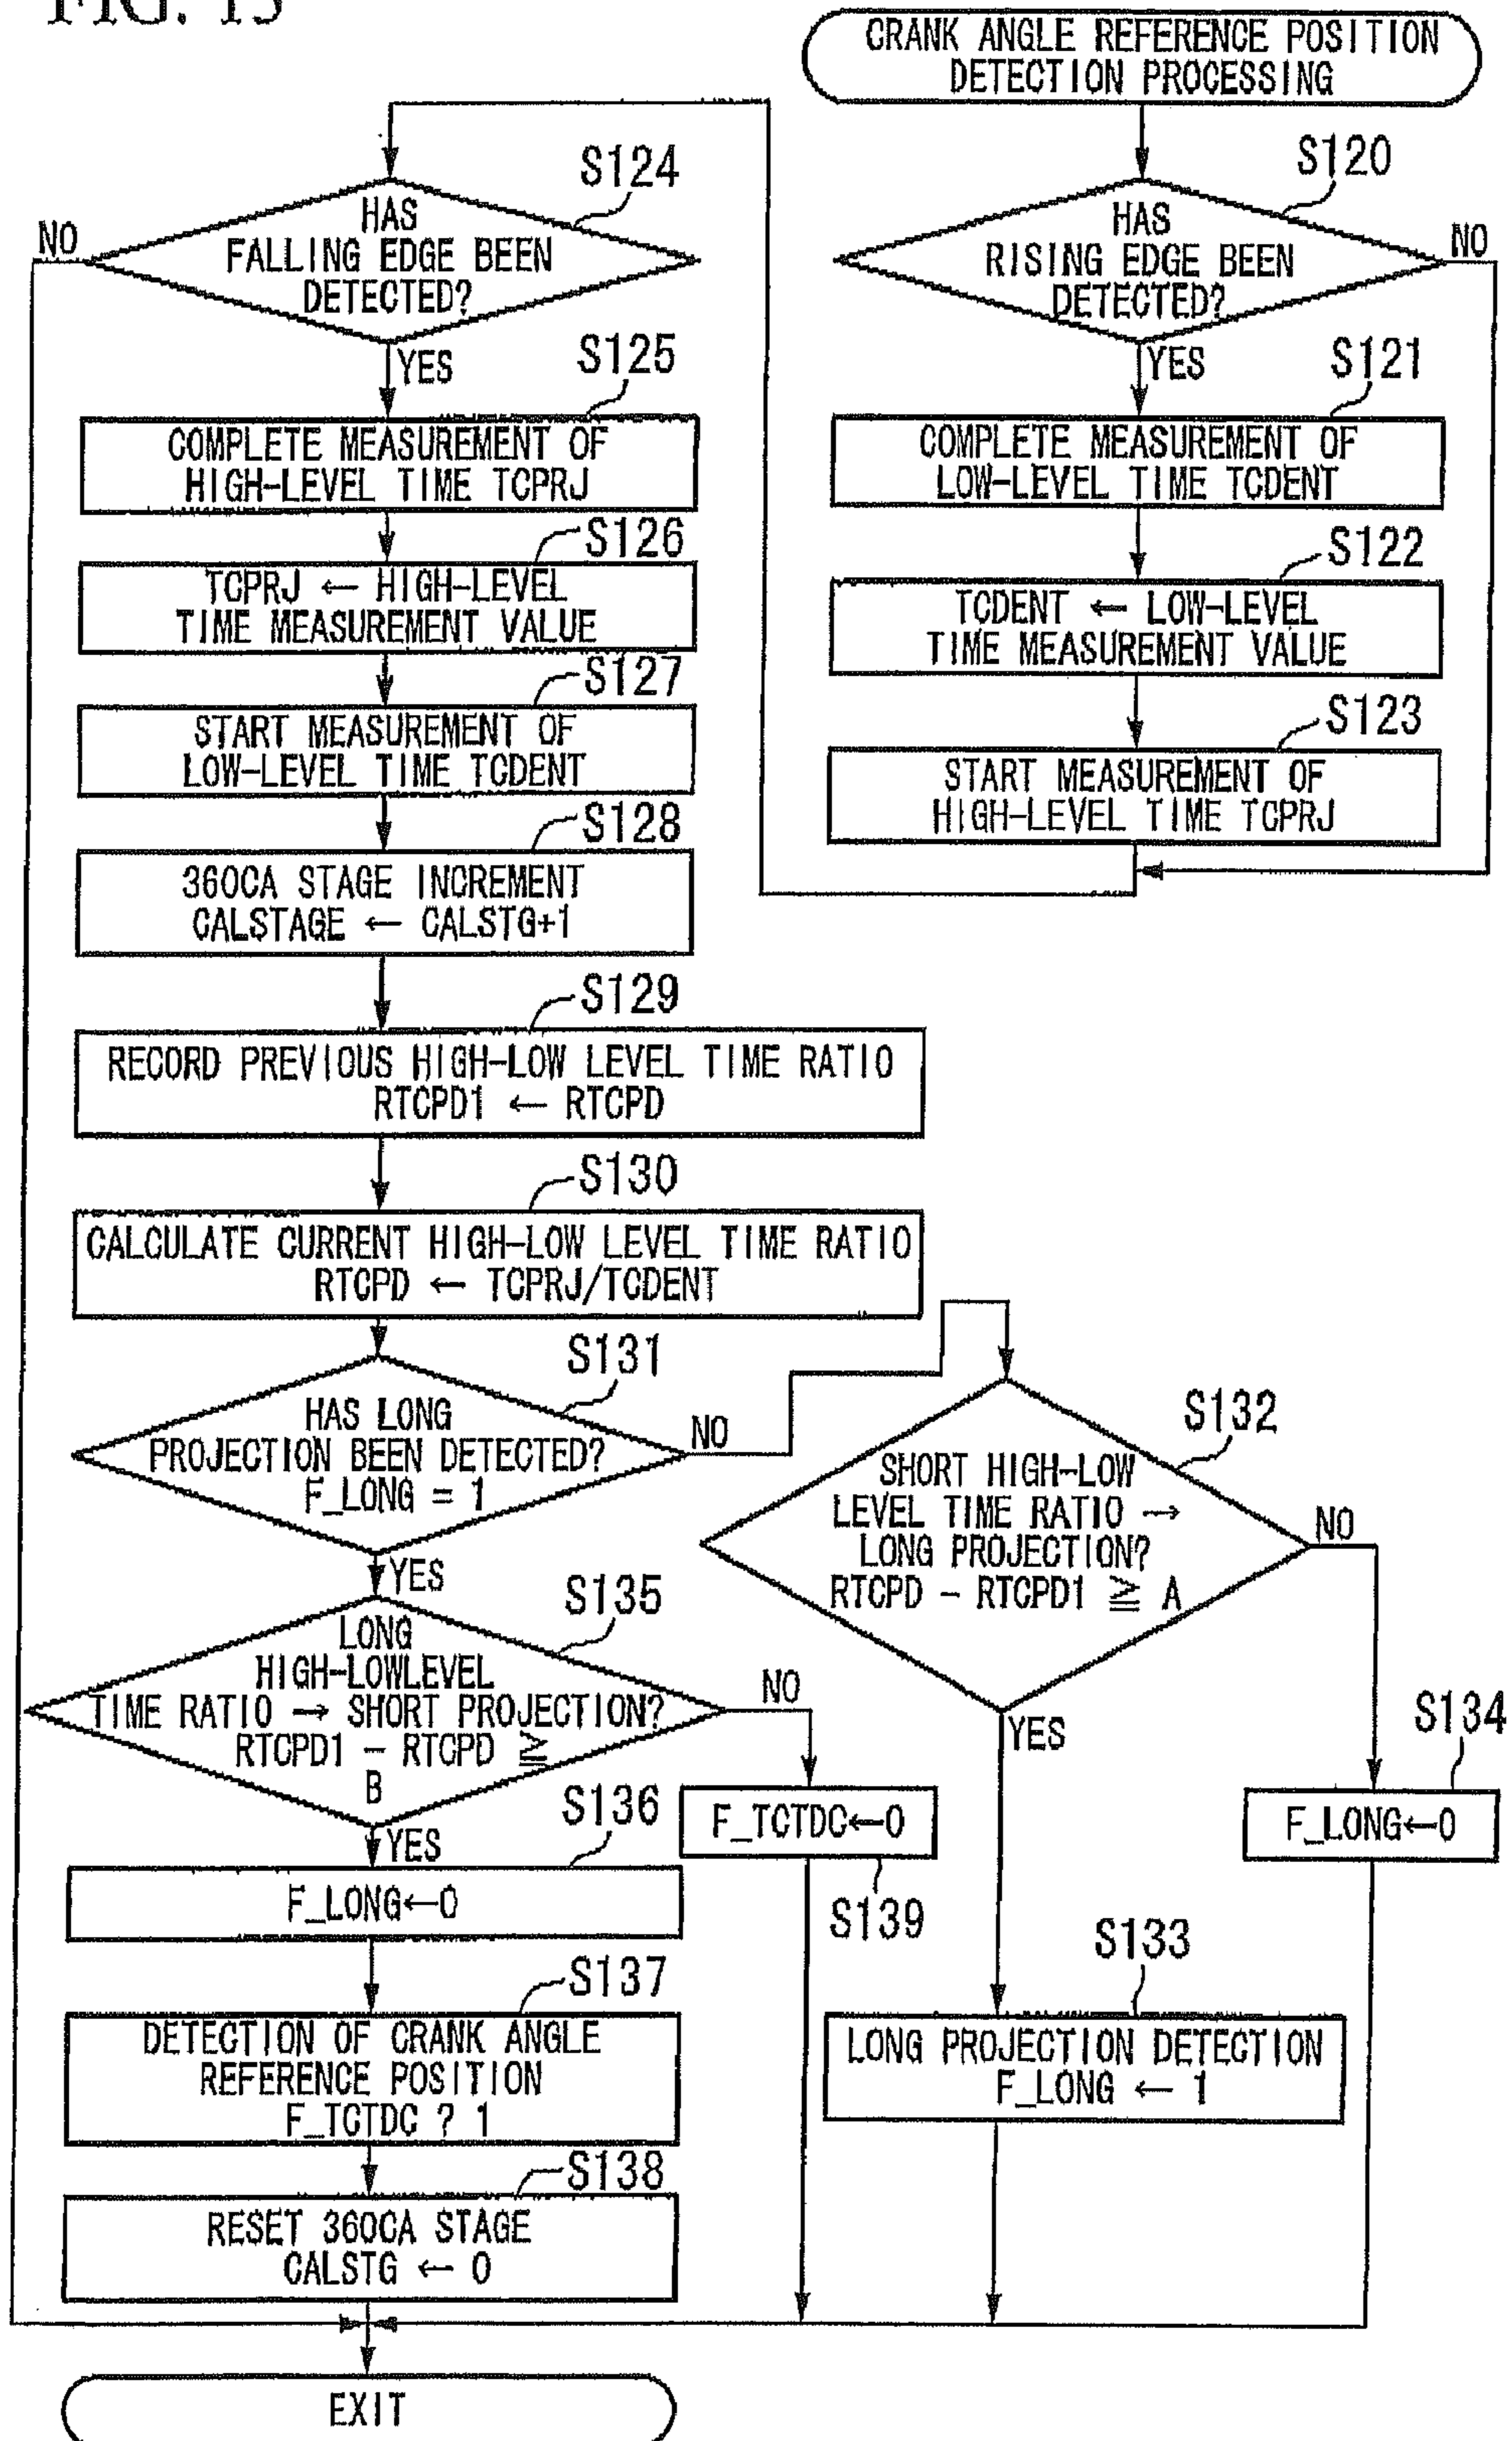 FIG. 13
CRANK ANGLE REFERENCE POSITION
DETECTION PROCESSING
S120
HAS
RISING EDGE BEEN
DETECTED?
NO
YES
S121
COMPLETE MEASUREMENT OF
LOW-LEVEL TIME TCDENT
S122
TCDENT ← LOW-LEVEL
TIME MEASUREMENT VALUE
S123
START MEASUREMENT OF
HIGH-LEVEL TIME TCPRJ
S124
HAS
FALLING EDGE BEEN
DETECTED?
NO
YES
S125
COMPLETE MEASUREMENT OF
HIGH-LEVEL TIME TCPRJ
S126
TCPRJ ← HIGH-LEVEL
TIME MEASUREMENT VALUE
S127
START MEASUREMENT OF
LOW-LEVEL TIME TCDENT
S128
360CA STAGE INCREMENT
CALSTAGE ← CALSTG+1
S129
RECORD PREVIOUS HIGH-LOW LEVEL TIME RATIO
RTCPD1 ← RTCPD
S130
CALCULATE CURRENT HIGH-LOW LEVEL TIME RATIO
RTCPD ← TCPRJ/TCDENT
S131
HAS LONG
PROJECTION BEEN DETECTED?
F_LONG = 1
NO
YES
S132
SHORT HIGH-LOW
LEVEL TIME RATIO →
LONG PROJECTION?
RTCPD - RTCPD1 ≧ A
NO
YES
S135
LONG
HIGH-LOWLEVEL
TIME RATIO → SHORT PROJECTION?
RTCPD1 - RTCPD ≧
B
NO
YES
S134
F_LONG←0
S136
F_LONG←0
F_TCTDC←0
S139
S133
LONG PROJECTION DETECTION
F_LONG ← 1
S137
DETECTION OF CRANK ANGLE
REFERENCE POSITION
F_TCTDC ? 1
S138
RESET 360CA STAGE
CALSTG ← 0
EXIT